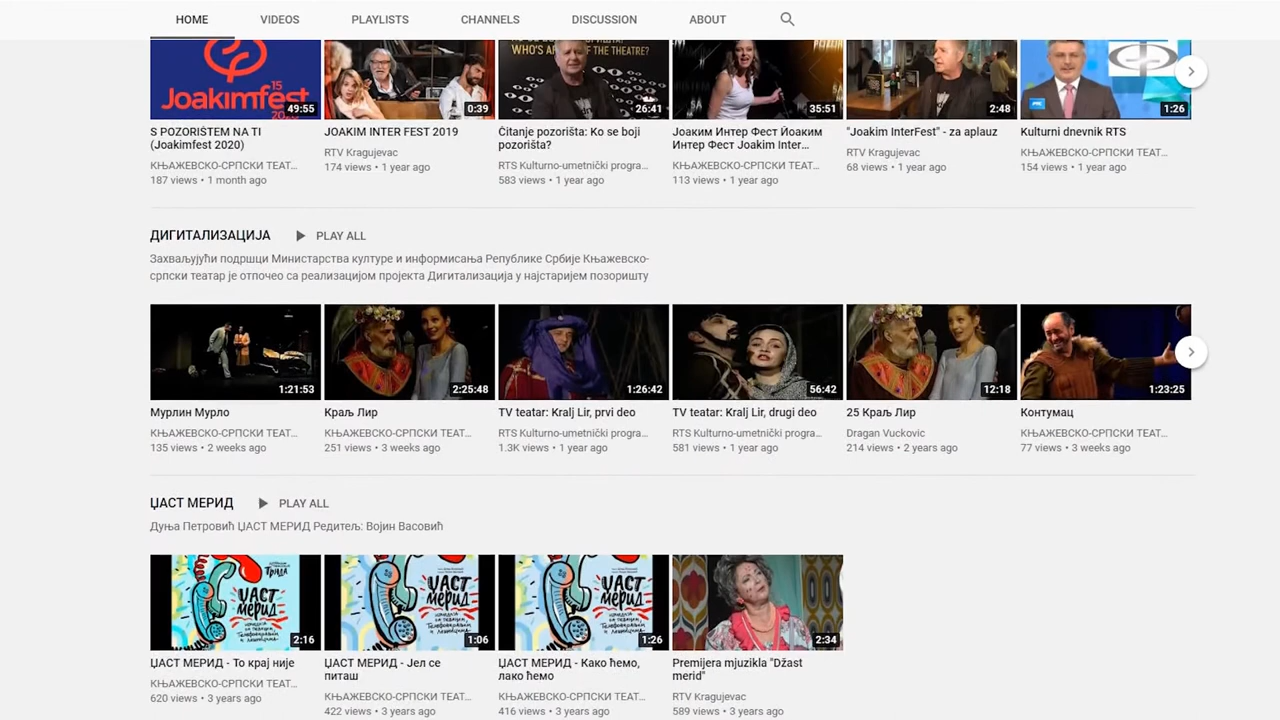 HOME VIDEOS PLAYLISTS CHANNELS DISCUSSION ABOUT
15
Joakimfest
49:55
0:39
WHO'S OF THE THEATRE?
26:41
35:51
2:48
РТС
1:26
S POZORIŠTEM NA TI
(Joakimfest 2020)
КЊАЖЕВСКО-СРПСКИ ТЕАТ...
187 views • 1 month ago
JOAKIM INTER FEST 2019
RTV Kragujevac
174 views • 1 year ago
Čitanje pozorišta: Ko se boji
pozorišta?
RTS Kulturno-umetnički progra...
583 views • 1 year ago
Јоаким Интер Фест Йоаким
Интер Фест Joakim Inter...
КЊАЖЕВСКО-СРПСКИ ТЕАТ...
113 views • 1 year ago
"Joakim InterFest" - za aplauz
RTV Kragujevac
68 views • 1 year ago
Kulturni dnevnik RTS
КЊАЖЕВСКО-СРПСКИ ТЕАТ...
154 views • 1 year ago
ДИГИТАЛИЗАЦИЈА PLAY ALL
Захваљујући подршци Министарства културе и информисања Републике Србије Књажевско-
српски театар је отпочео са реализацијом пројекта Дигитализација у најстаријем позоришту
1:21:53
2:25:48
1:26:42
56:42
12:18
1:23:25
Мурлин Мурло
КЊАЖЕВСКО-СРПСКИ ТЕАТ...
135 views • 2 weeks ago
Краљ Лир
КЊАЖЕВСКО-СРПСКИ ТЕАТ...
251 views • 3 weeks ago
TV teatar: Kralj Lir, prvi deo
RTS Kulturno-umetnički progra...
1.3K views • 1 year ago
TV teatar: Kralj Lir, drugi deo
RTS Kulturno-umetnički progra...
581 views • 1 year ago
25 Краљ Лир
Dragan Vuckovic
214 views • 2 years ago
Контумац
КЊАЖЕВСКО-СРПСКИ ТЕАТ...
77 views • 3 weeks ago
ЏАСТ МЕРИД PLAY ALL
Дуња Петровић ЏАСТ МЕРИД Редитељ: Војин Васовић
ЏАСТ
мерид
2:16
ЏАСТ
мерид
1:06
ЏАСТ
мерид
1:26
2:34
ЏАСТ МЕРИД - То крај није
КЊАЖЕВСКО-СРПСКИ ТЕАТ...
620 views • 3 years ago
ЏАСТ МЕРИД - Јел се
питаш
КЊАЖЕВСКО-СРПСКИ ТЕАТ...
422 views • 3 years ago
ЏАСТ МЕРИД - Како ћемо,
лако ћемо
КЊАЖЕВСКО-СРПСКИ ТЕАТ...
416 views • 3 years ago
Premijera mjuzikla "Džast
merid"
RTV Kragujevac
589 views • 3 years ago